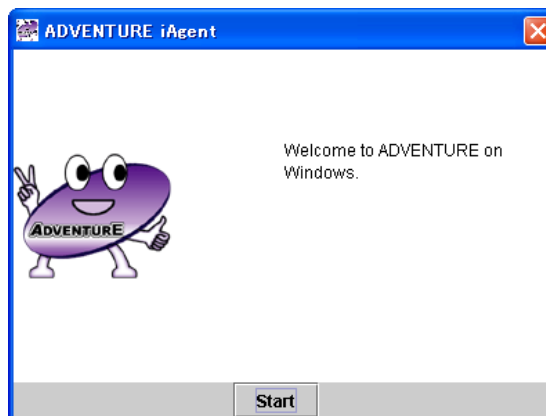 ADVENTURE iAgent
Welcome to ADVENTURE on
Windows.
ADVENTURE
Start